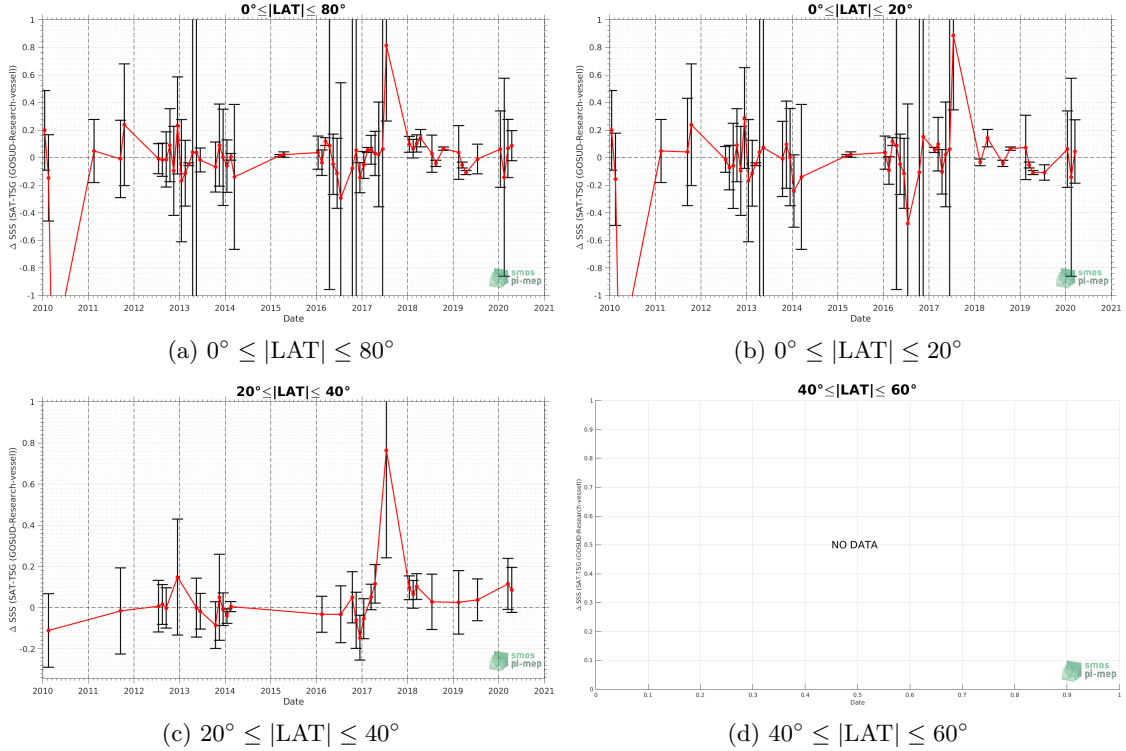 0°≤|LAT|≤ 80°
Δ SSS (SAT-TSG (GOSUD-Research-vessel))
1
0.8
0.6
0.4
0.2
0
-0.2
-0.4
-0.6
-0.8
-1
2010 2011 2012 2013 2014 2015 2016 2017 2018 2019 2020 2021
Date
smos
pi-mep
(a) 0° ≤ |LAT| ≤ 80°
0°≤|LAT|≤ 20°
Δ SSS (SAT-TSG (GOSUD-Research-vessel))
1
0.8
0.6
0.4
0.2
0
-0.2
-0.4
-0.6
-0.8
-1
2010 2011 2012 2013 2014 2015 2016 2017 2018 2019 2020 2021
Date
smos
pi-mep
(b) 0° ≤ |LAT| ≤ 20°
20°≤|LAT|≤ 40°
Δ SSS (SAT-TSG (GOSUD-Research-vessel))
1
0.8
0.6
0.4
0.2
0
-0.2
2010 2011 2012 2013 2014 2015 2016 2017 2018 2019 2020 2021
Date
smos
pi-mep
(c) 20° ≤ |LAT| ≤ 40°
40°≤|LAT|≤ 60°
Δ SSS (SAT-TSG (GOSUD-Research-vessel))
1
0.9
0.8
0.7
0.6
0.5
0.4
0.3
0.2
0.1
0
NO DATA
0 0.1 0.2 0.3 0.4 0.5 0.6 0.7 0.8 0.9 1
Date
smos
pi-mep
(d) 40° ≤ |LAT| ≤ 60°